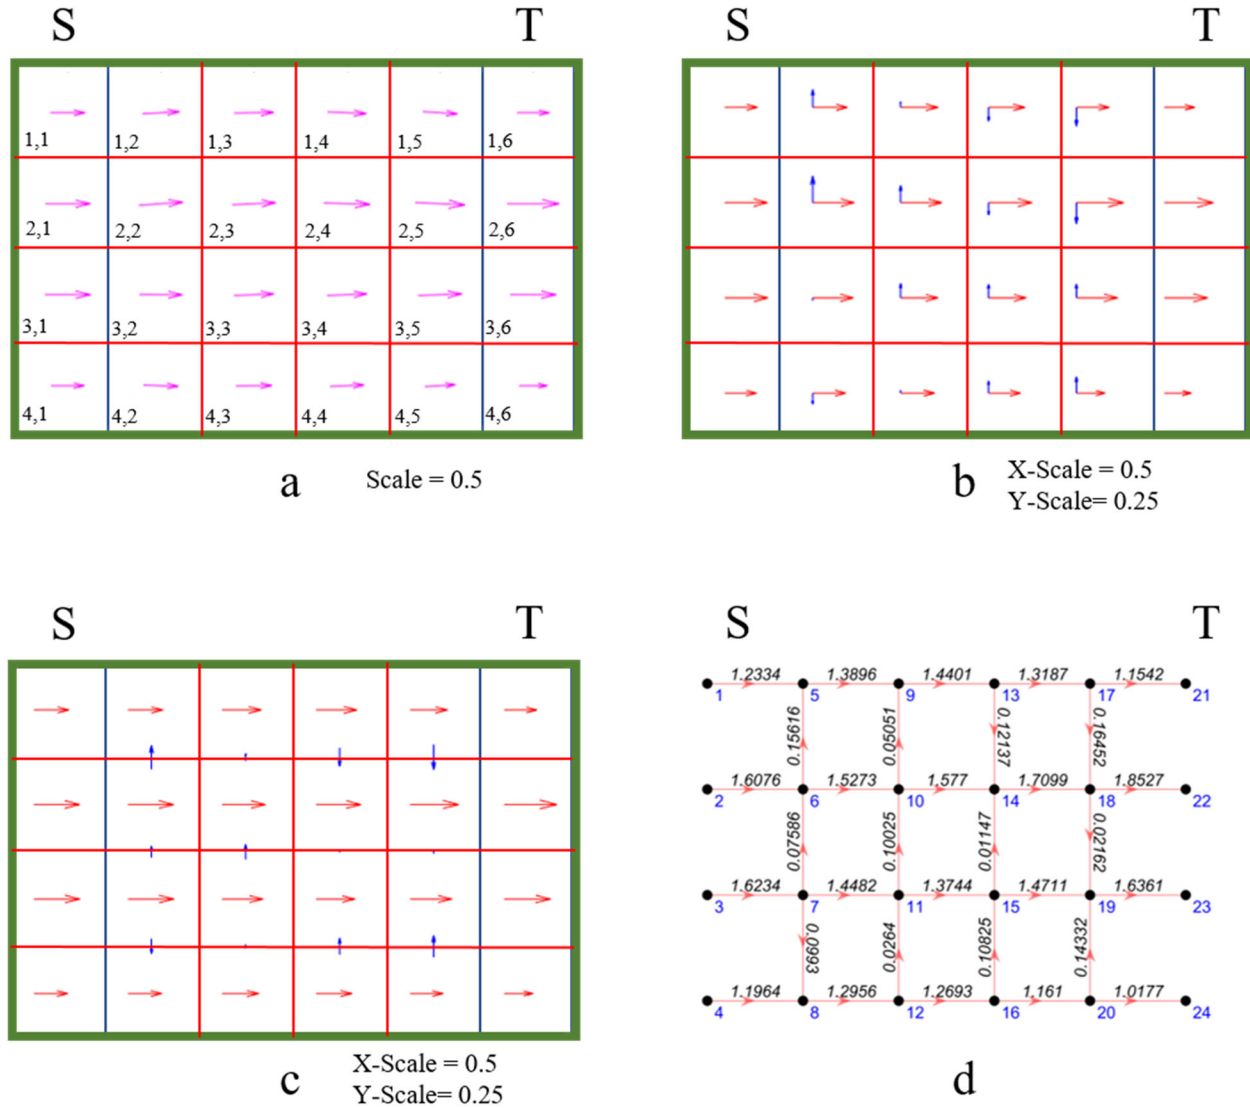 S T
1,1 1,2 1,3 1,4 1,5 1,6
2,1 2,2 2,3 2,4 2,5 2,6
3,1 3,2 3,3 3,4 3,5 3,6
4,1 4,2 4,3 4,4 4,5 4,6
a
Scale = 0.5
S T
b
X-Scale = 0.5
Y-Scale= 0.25
S T
c
X-Scale = 0.5
Y-Scale= 0.25
S T
1.2334 1.3896 1.4401 1.3187 1.1542
1 5 9 13 17 21
0.15616 0.05051 0.12137 0.16452
1.6076 1.5273 1.577 1.7099 1.8527
2 6 10 14 18 22
0.07586 0.10025 0.01147 0.02162
1.6234 1.4482 1.3744 1.4711 1.6361
3 7 11 15 19 23
0.0993 0.0264 0.10825 0.14332
1.1964 1.2956 1.2693 1.161 1.0177
4 8 12 16 20 24
d